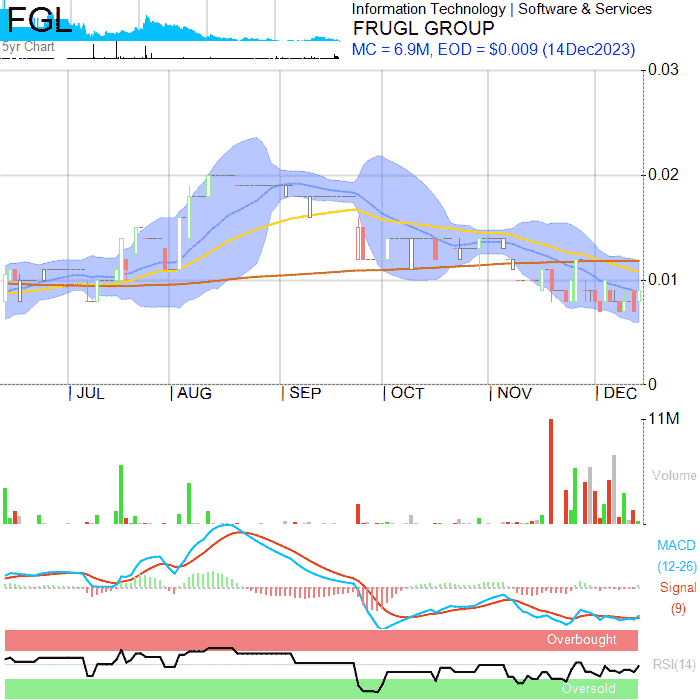 FGL
5yr Chart
Information Technology | Software & Services
FRUGL GROUP
MC = 6.9M, EOD = $0.009 (14Dec2023)
0.03
0.02
0.01
0
JUL AUG SEP OCT NOV DEC
11M
Volume
MACD
(12-26)
Signal
(9)
Overbought
RSI(14)
Oversold